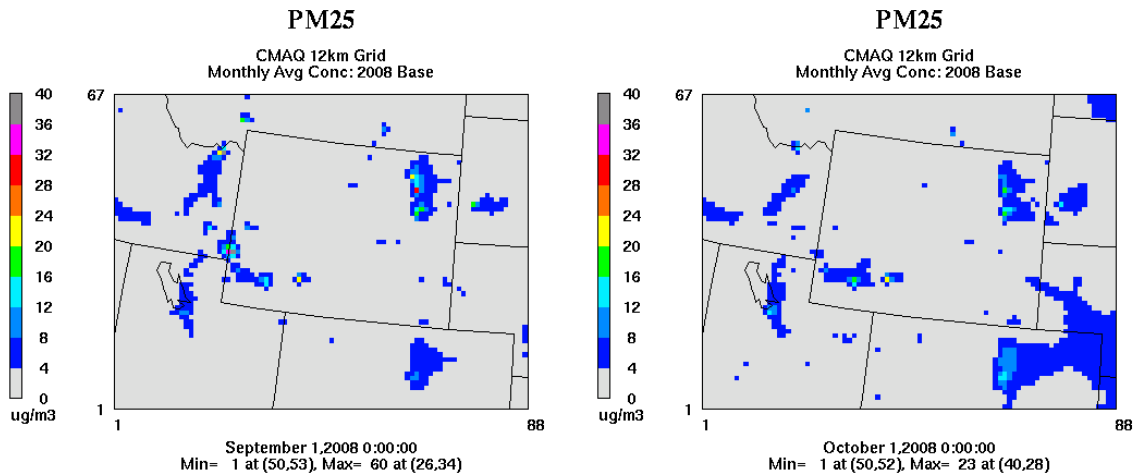 PM25
CMAQ 12km Grid
Monthly Avg Conc: 2008 Base
40
36
32
28
24
20
16
12
8
4
0
ug/m3
67
1
1
88
September 1,2008 0:00:00
Min= 1 at (50,53), Max= 60 at (26,34)
PM25
CMAQ 12km Grid
Monthly Avg Conc: 2008 Base
40
36
32
28
24
20
16
12
8
4
0
ug/m3
67
1
1
88
October 1,2008 0:00:00
Min= 1 at (50,52), Max= 23 at (40,28)